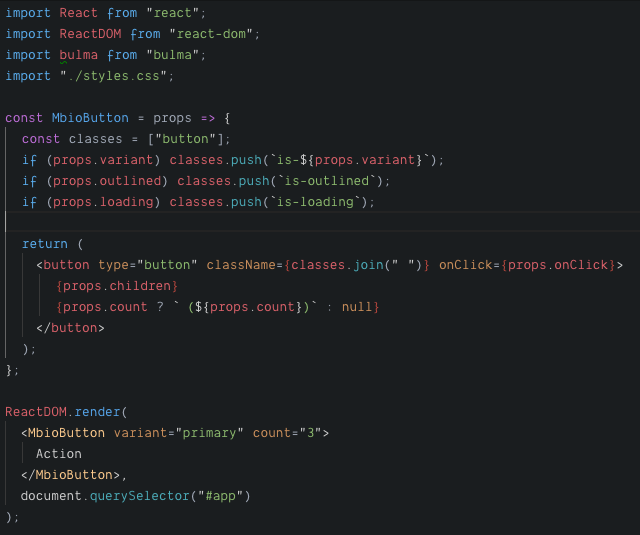 import React from "react";
import ReactDOM from "react-dom";
import bulma from "bulma";
import "./styles.css";

const MbioButton = props => {
  const classes = ["button"];
  if (props.variant) classes.push(`is-${props.variant}`);
  if (props.outlined) classes.push(`is-outlined`);
  if (props.loading) classes.push(`is-loading`);

  return (
    <button type="button" className={classes.join(" ")} onClick={props.onClick}>
      {props.children}
      {props.count ? ` (${props.count})` : null}
    </button>
  );
};

ReactDOM.render(
  <MbioButton variant="primary" count="3">
    Action
  </MbioButton>,
  document.querySelector("#app")
);